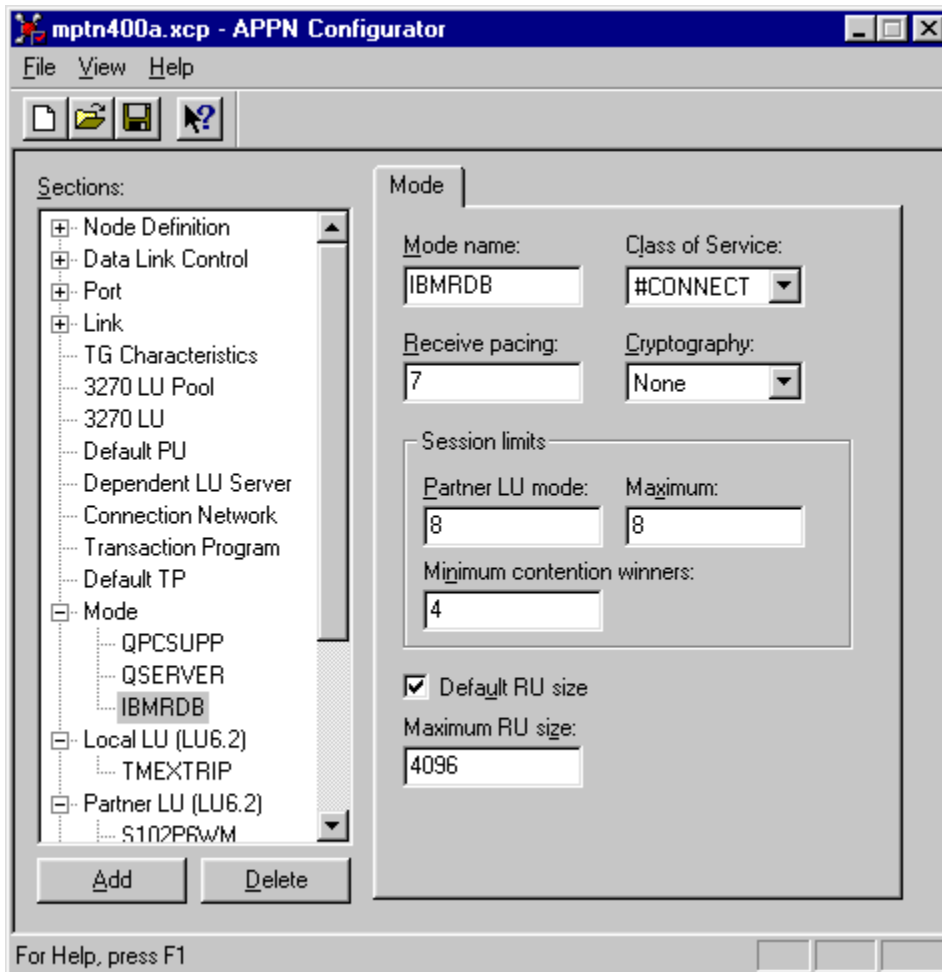 mptn400a.xcp - APPN Configurator
File View Help
Sections:
Node Definition
Data Link Control
Port
Link
TG Characteristics
3270 LU Pool
3270 LU
Default PU
Dependent LU Server
Connection Network
Transaction Program
Default TP
Mode
QPCSUPP
QSERVER
IBMRDB
Local LU (LU6.2)
TMEXTRIP
Partner LU (LU6.2)
S102P6WM
Add Delete
Mode
Mode name: Class of Service:
IBMRDB #CONNECT
Receive pacing: Cryptography:
7 None
Session limits
Partner LU mode: Maximum:
8 8
Minimum contention winners:
4
Default RU size
Maximum RU size:
4096
For Help, press F1